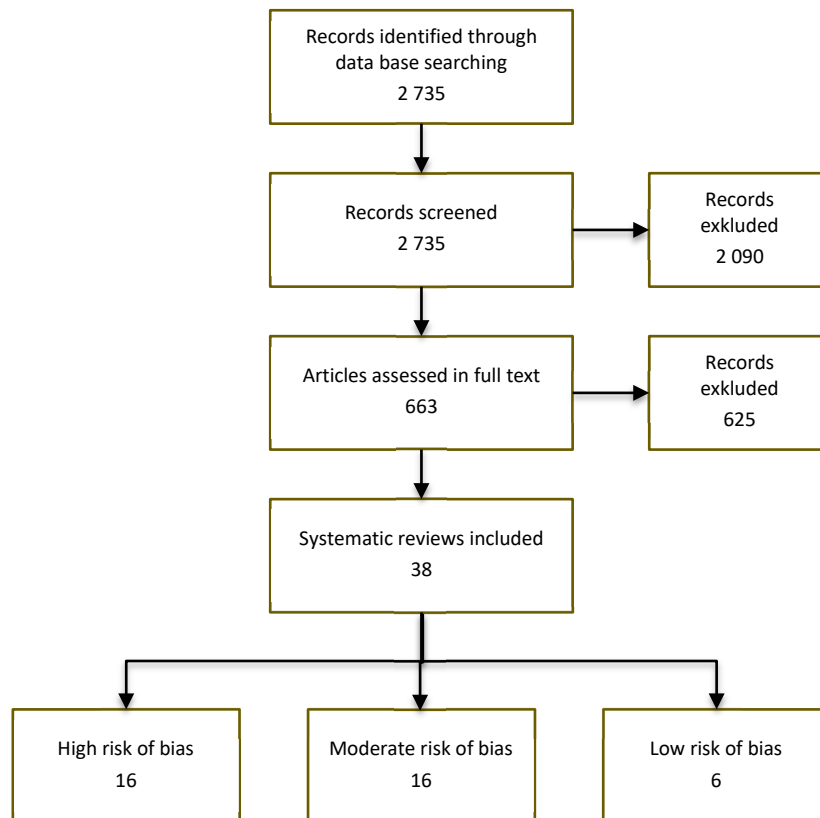 Records identified through
data base searching
2 735
Records screened
2 735
Records
exkluded
2 090
Articles assessed in full text
663
Records
exkluded
625
Systematic reviews included
38
High risk of bias
16
Moderate risk of bias
16
Low risk of bias
6